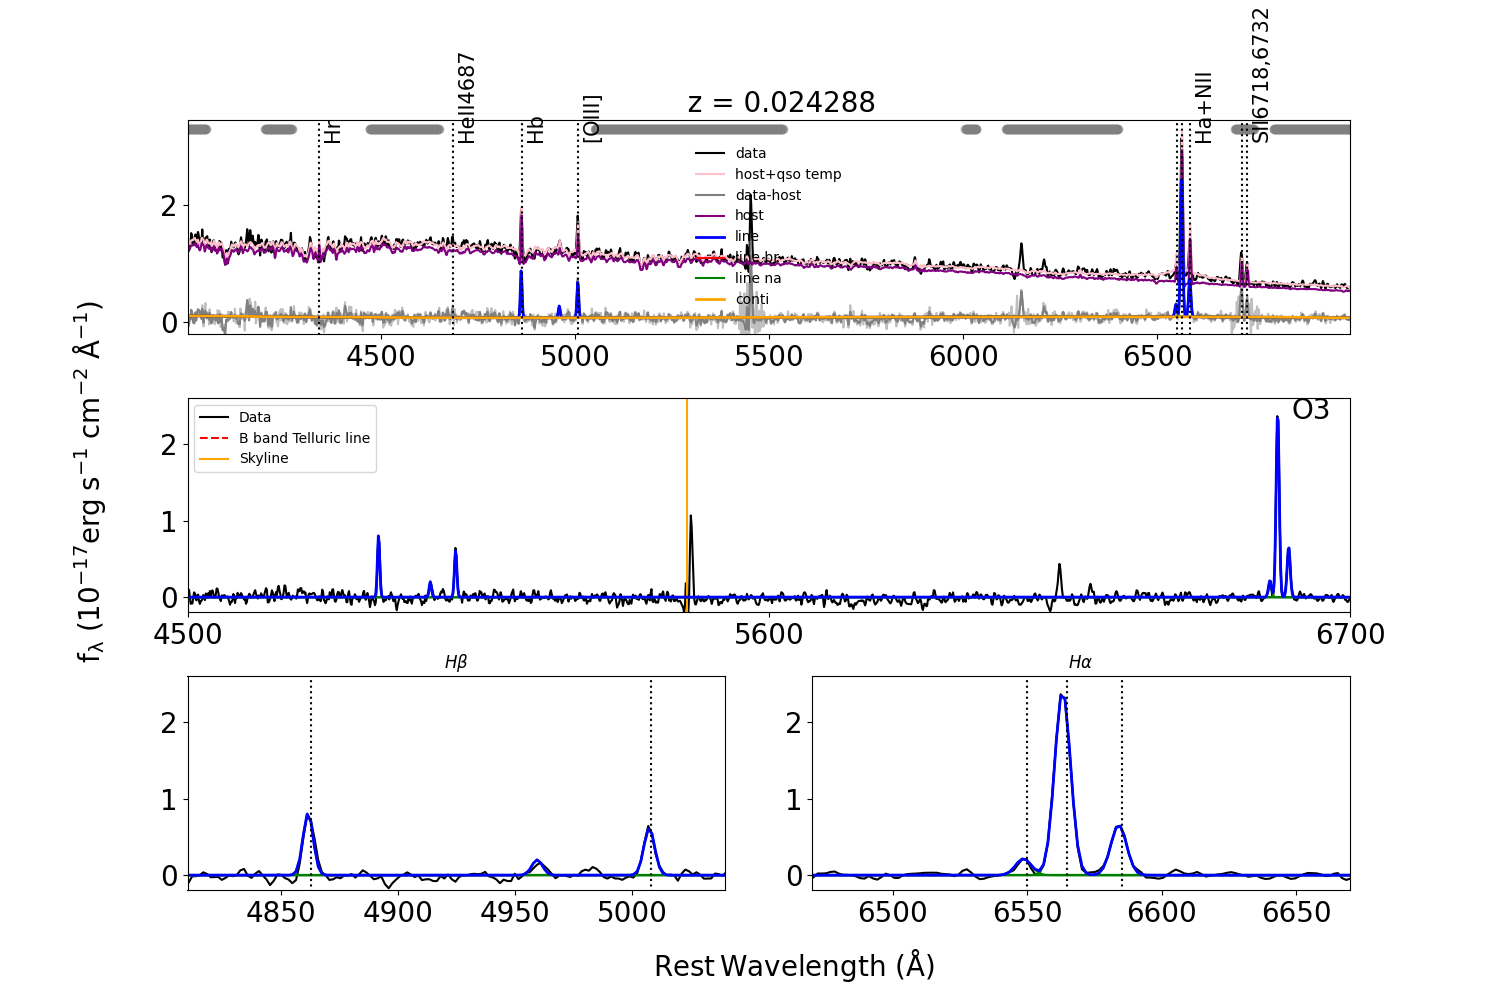 z = 0.024288
Hr
HeII4687
Hb
[OIII]
Ha+NII
SII6718,6732
data
host+qso temp
data-host
host
line
line br
line na
conti
2
0
4500 5000 5500 6000 6500
f_λ (10^−17 erg s^−1 cm^−2 Å^−1)
Data
B band Telluric line
Skyline
O3
2
1
0
4500 5600 6700
Hβ
2
1
0
4850 4900 4950 5000
Hα
2
1
0
6500 6550 6600 6650
Rest Wavelength (Å)